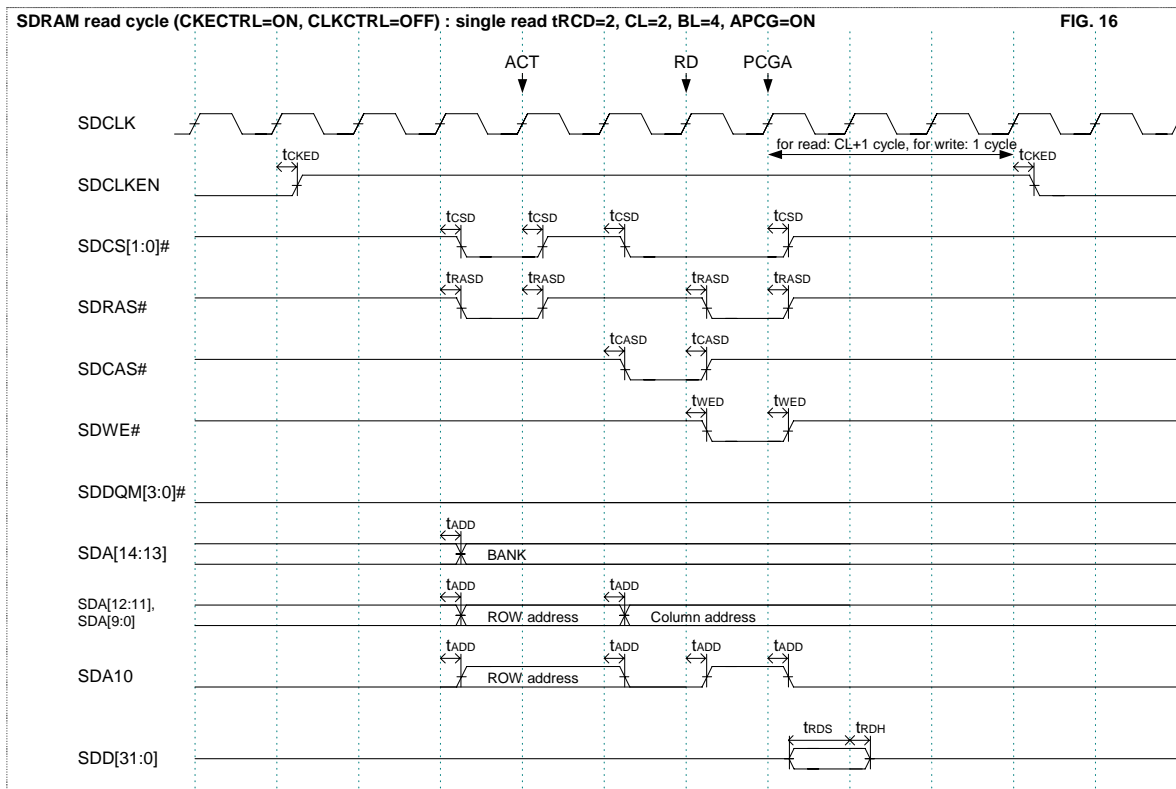 SDRAM read cycle (CKECTRL=ON, CLKCTRL=OFF) : single read tRCD=2, CL=2, BL=4, APCG=ON FIG. 16
ACT RD PCGA
SDCLK
for read: CL+1 cycle, for write: 1 cycle
tCKED tCKED
SDCLKEN
tCSD tCSD tCSD tCSD
SDCS[1:0]#
tRASD tRASD tRASD tRASD
SDRAS#
tCASD tCASD
SDCAS#
tWED tWED
SDWE#
SDDQM[3:0]#
tADD
SDA[14:13] BANK
tADD tADD
SDA[12:11],
SDA[9:0] ROW address Column address
tADD tADD tADD tADD
SDA10 ROW address
tRDS tRDH
SDD[31:0]